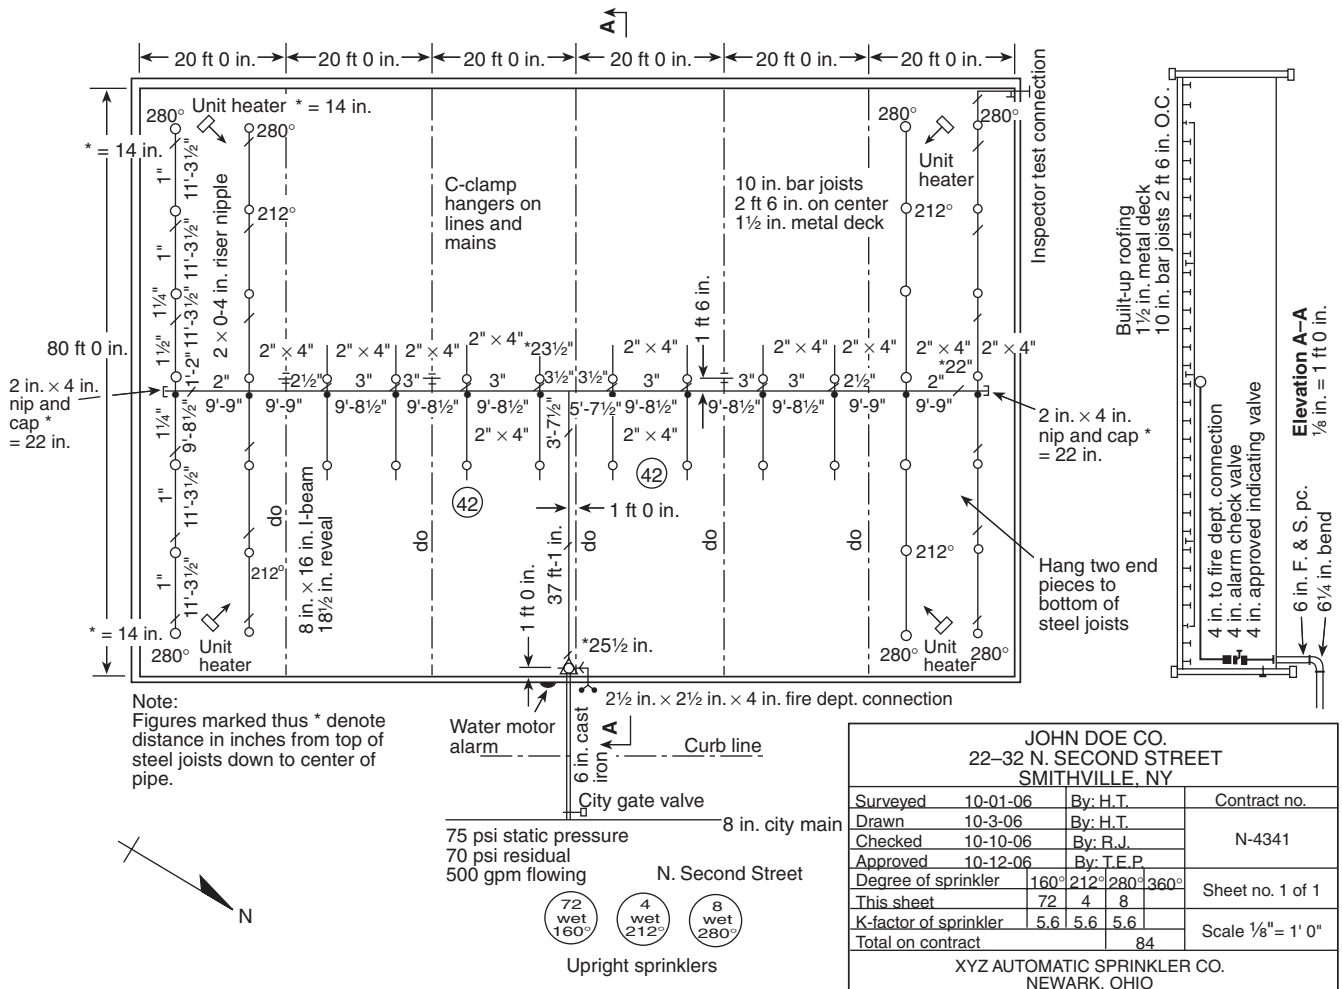 A
20 ft 0 in.
20 ft 0 in.
20 ft 0 in.
20 ft 0 in.
20 ft 0 in.
20 ft 0 in.
280°
Unit heater * = 14 in.
280°
* = 14 in.
1"
11'-3½"
2 × 0-4 in. riser nipple
212°
1"
11'-3½"
1¼"
11'-3½"
1½"
1'-2"
C-clamp
hangers on
lines and
mains
10 in. bar joists
2 ft 6 in. on center
1½ in. metal deck
280°
280°
Unit
heater
212°
Inspector test connection
80 ft 0 in.
1 ft 6 in.
2" × 4"
2" × 4"
2" × 4"
2" × 4"
*23½"
2" × 4"
2" × 4"
2" × 4"
2" × 4"
2" × 4"
*22"
2"
2½"
3"
3"
3"
3½"
3½"
3"
3"
3"
2½"
2"
2 in. × 4 in.
nip and
cap *
= 22 in.
9'-9"
9'-9"
9'-8½"
9'-8½"
9'-8½"
3'-7½"
5'-7½"
9'-8½"
9'-8½"
9'-8½"
9'-9"
9'-9"
2" × 4"
2" × 4"
2 in. × 4 in.
nip and cap *
= 22 in.
1¼"
9'-8½"
1"
11'-3½"
1"
11'-3½"
42
42
1 ft 0 in.
do
8 in. × 16 in. I-beam
18½ in. reveal
do
37 ft-1 in.
do
do
do
212°
212°
1 ft 0 in.
Hang two end
pieces to
bottom of
steel joists
* = 14 in.
280°
Unit
heater
*25½ in.
280°
Unit
heater
280°
Note:
Figures marked thus * denote
distance in inches from top of
steel joists down to center of
pipe.
Water motor
alarm
2½ in. × 2½ in. × 4 in. fire dept. connection
A
6 in. cast
iron
Curb line
City gate valve
8 in. city main
75 psi static pressure
70 psi residual
500 gpm flowing
N. Second Street
N
72
wet
160°
4
wet
212°
8
wet
280°
Upright sprinklers
Built-up roofing
1½ in. metal deck
10 in. bar joists 2 ft 6 in. O.C.
Elevation A–A
⅛ in. = 1 ft 0 in.
4 in. to fire dept. connection
4 in. alarm check valve
4 in. approved indicating valve
6 in. F. & S. pc.
6¼ in. bend
JOHN DOE CO.
22–32 N. SECOND STREET
SMITHVILLE, NY
Surveyed 10-01-06 By: H.T. Contract no.
Drawn 10-3-06 By: H.T.
N-4341
Checked 10-10-06 By: R.J.
Approved 10-12-06 By: T.E.P.
Degree of sprinkler 160° 212° 280° 360° Sheet no. 1 of 1
This sheet 72 4 8
K-factor of sprinkler 5.6 5.6 5.6 Scale ⅛"= 1' 0"
Total on contract 84
XYZ AUTOMATIC SPRINKLER CO.
NEWARK, OHIO